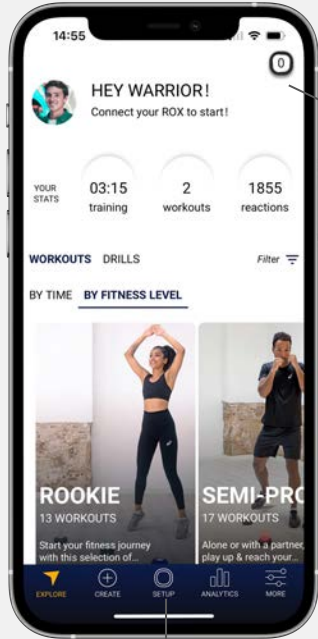 14:55
0
HEY WARRIOR!
Connect your ROX to start!
YOUR STATS
03:15
training
2
workouts
1855
reactions
WORKOUTS DRILLS Filter
BY TIME BY FITNESS LEVEL
ROOKIE
13 WORKOUTS
Start your fitness journey
with this selection of...
SEMI-PRO
17 WORKOUTS
Alone or with a partner,
play up & reach your...
EXPLORE CREATE SETUP ANALYTICS MORE